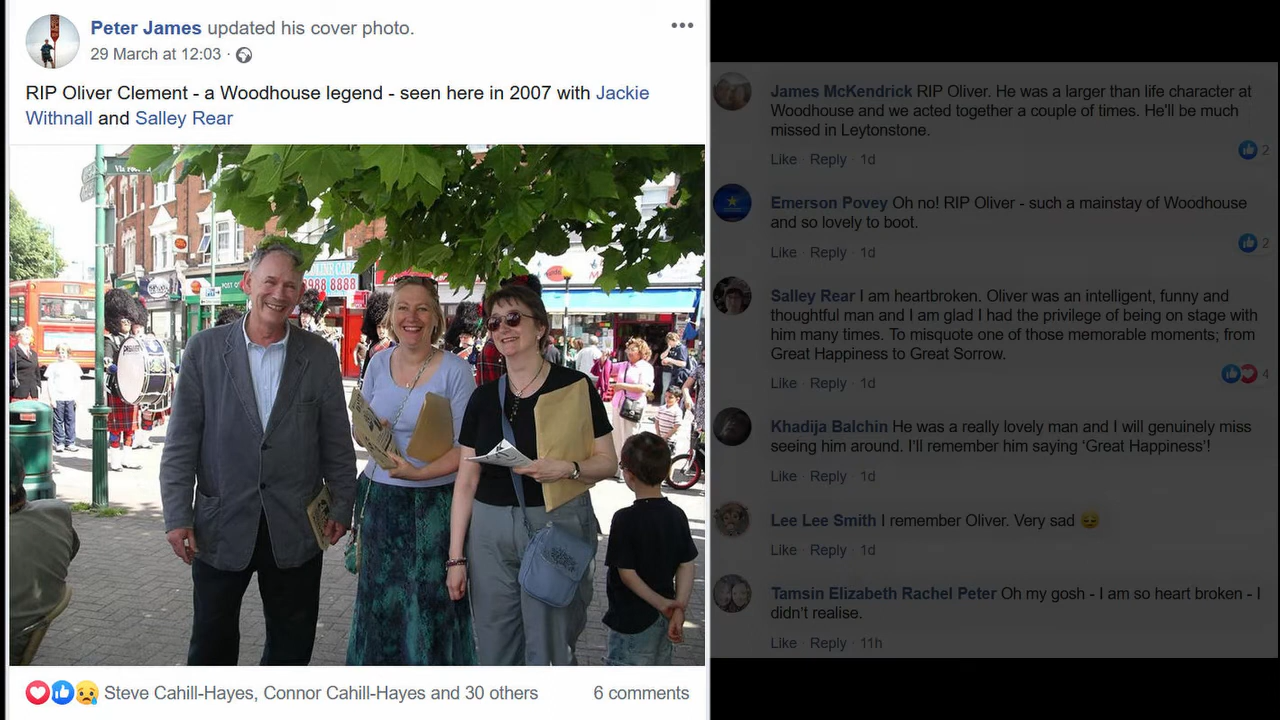 Peter James updated his cover photo.
29 March at 12:03 ·
RIP Oliver Clement - a Woodhouse legend - seen here in 2007 with Jackie
Withnall and Salley Rear
POST OFFICE
988 8888
Steve Cahill-Hayes, Connor Cahill-Hayes and 30 others
6 comments
James McKendrick RIP Oliver. He was a larger than life character at
Woodhouse and we acted together a couple of times. He'll be much
missed in Leytonstone.
2
Like · Reply · 1d
Emerson Povey Oh no! RIP Oliver - such a mainstay of Woodhouse
and so lovely to boot.
2
Like · Reply · 1d
Salley Rear I am heartbroken. Oliver was an intelligent, funny and
thoughtful man and I am glad I had the privilege of being on stage with
him many times. To misquote one of those memorable moments; from
Great Happiness to Great Sorrow.
4
Like · Reply · 1d
Khadija Balchin He was a really lovely man and I will genuinely miss
seeing him around. I'll remember him saying 'Great Happiness'!
Like · Reply · 1d
Lee Lee Smith I remember Oliver. Very sad 😔
Like · Reply · 1d
Tamsin Elizabeth Rachel Peter Oh my gosh - I am so heart broken - I
didn't realise.
Like · Reply · 11h